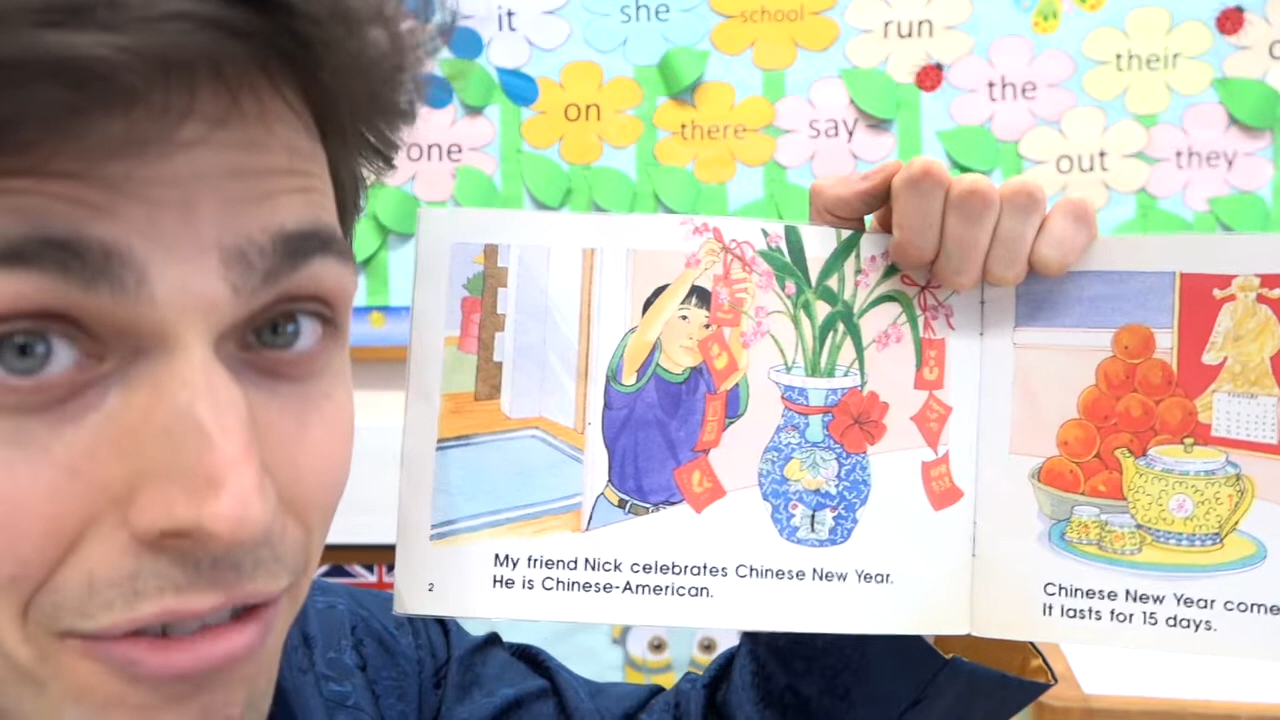 it
she
school
run
their
on
there
say
the
one
out
they
My friend Nick celebrates Chinese New Year.
He is Chinese-American.
2
Chinese New Year come
It lasts for 15 days.